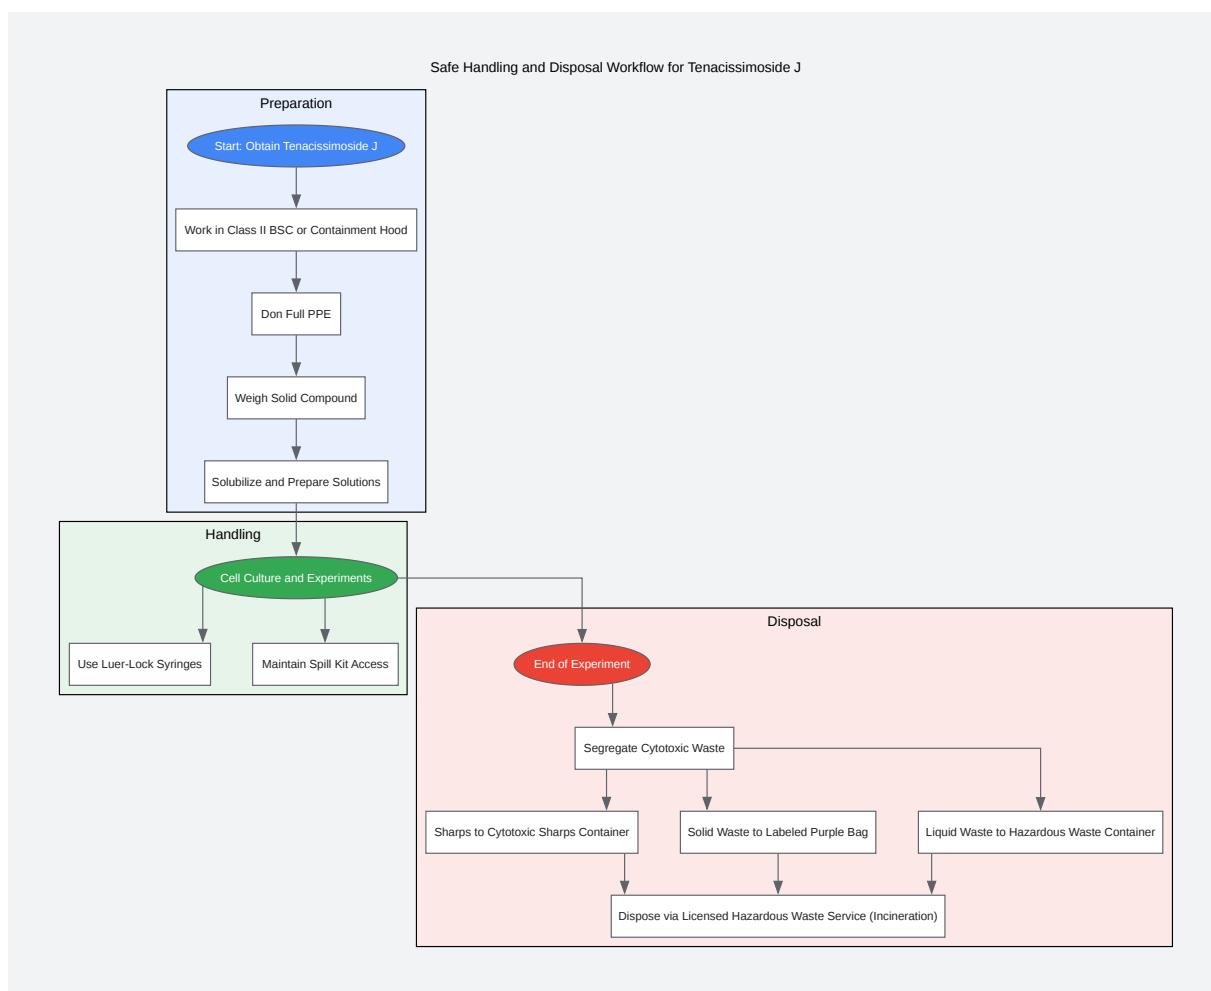 Safe Handling and Disposal Workflow for Tenacissimoside J
Preparation
Start: Obtain Tenacissimoside J
Work in Class II BSC or Containment Hood
Don Full PPE
Weigh Solid Compound
Solubilize and Prepare Solutions
Handling
Cell Culture and Experiments
Use Luer-Lock Syringes
Maintain Spill Kit Access
Disposal
End of Experiment
Segregate Cytotoxic Waste
Sharps to Cytotoxic Sharps Container
Solid Waste to Labeled Purple Bag
Liquid Waste to Hazardous Waste Container
Dispose via Licensed Hazardous Waste Service (Incineration)